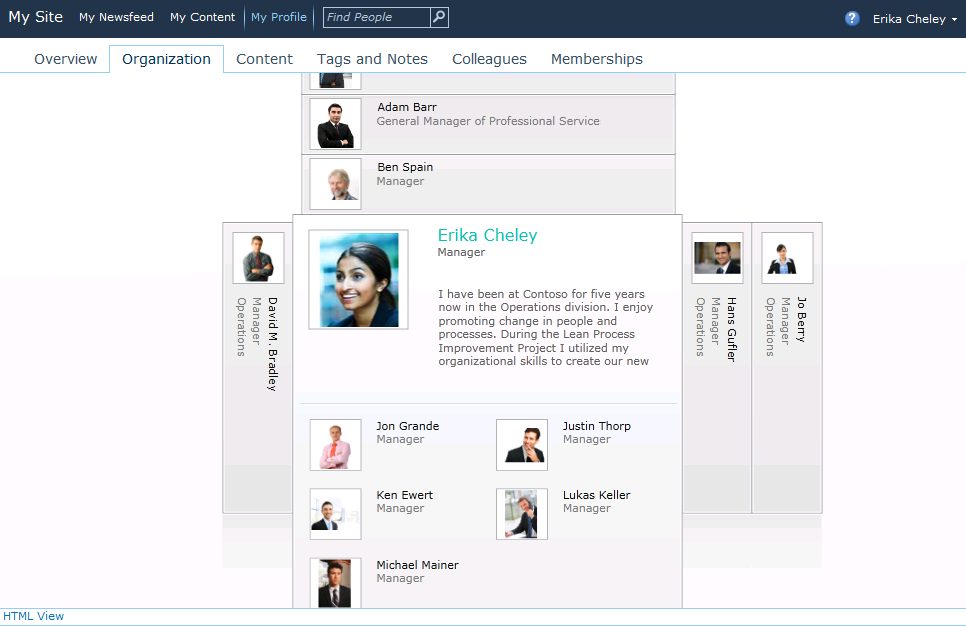 My Site My Newsfeed My Content My Profile Find People ? Erika Cheley
Overview Organization Content Tags and Notes Colleagues Memberships
Adam Barr
General Manager of Professional Service
Ben Spain
Manager
Erika Cheley
Manager
I have been at Contoso for five years
now in the Operations division. I enjoy
promoting change in people and
processes. During the Lean Process
Improvement Project I utilized my
organizational skills to create our new
David M. Bradley
Manager
Operations
Hans Gufler
Manager
Operations
Jo Berry
Manager
Operations
Jon Grande
Manager
Justin Thorp
Manager
Ken Ewert
Manager
Lukas Keller
Manager
Michael Mainer
Manager
HTML View